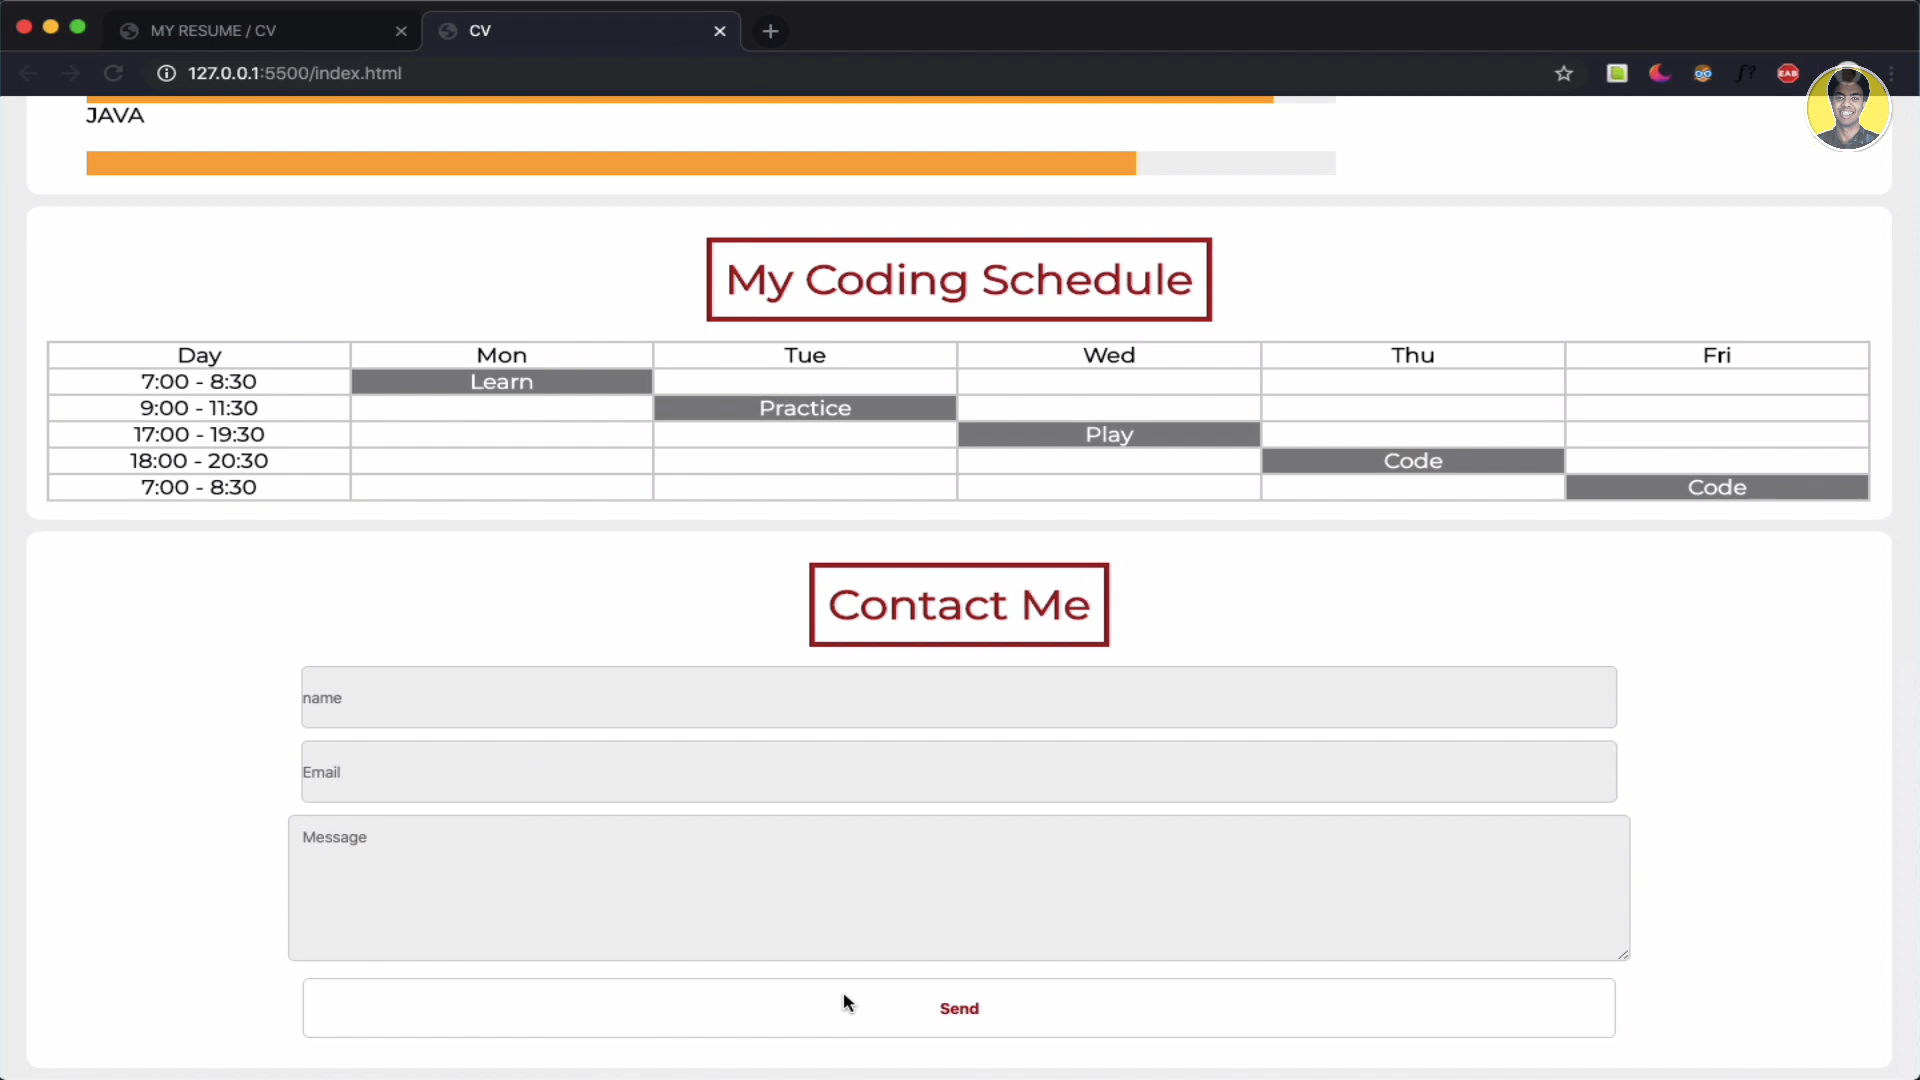 MY RESUME / CV
CV
127.0.0.1:5500/index.html
f?
EAB
JAVA
My Coding Schedule
Day Mon Tue Wed Thu Fri
7:00 - 8:30 Learn
9:00 - 11:30 Practice
17:00 - 19:30 Play
18:00 - 20:30 Code
7:00 - 8:30 Code
Contact Me
name
Email
Message
Send